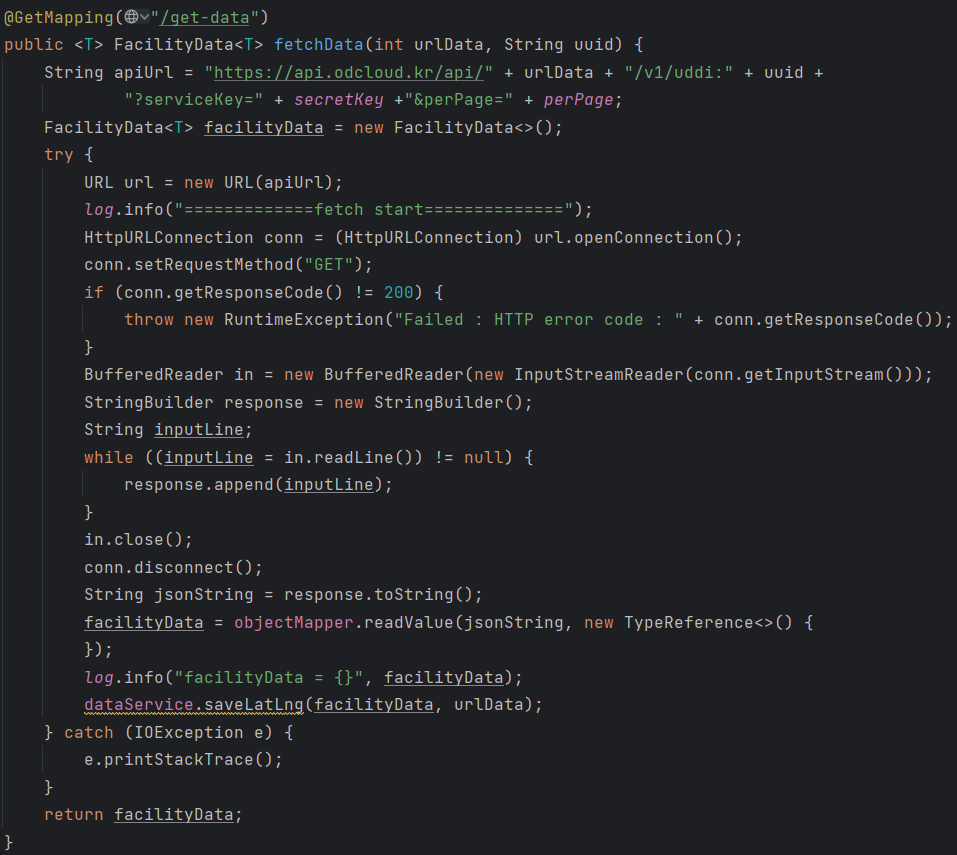 @GetMapping("/get-data")
public <T> FacilityData<T> fetchData(int urlData, String uuid) {
    String apiUrl = "https://api.odcloud.kr/api/" + urlData + "/v1/uddi:" + uuid +
            "?serviceKey=" + secretKey +"&perPage=" + perPage;
    FacilityData<T> facilityData = new FacilityData<>();
    try {
        URL url = new URL(apiUrl);
        log.info("=============fetch start==============");
        HttpURLConnection conn = (HttpURLConnection) url.openConnection();
        conn.setRequestMethod("GET");
        if (conn.getResponseCode() != 200) {
            throw new RuntimeException("Failed : HTTP error code : " + conn.getResponseCode());
        }
        BufferedReader in = new BufferedReader(new InputStreamReader(conn.getInputStream()));
        StringBuilder response = new StringBuilder();
        String inputLine;
        while ((inputLine = in.readLine()) != null) {
            response.append(inputLine);
        }
        in.close();
        conn.disconnect();
        String jsonString = response.toString();
        facilityData = objectMapper.readValue(jsonString, new TypeReference<>() {
        });
        log.info("facilityData = {}", facilityData);
        dataService.saveLatLng(facilityData, urlData);
    } catch (IOException e) {
        e.printStackTrace();
    }
    return facilityData;
}